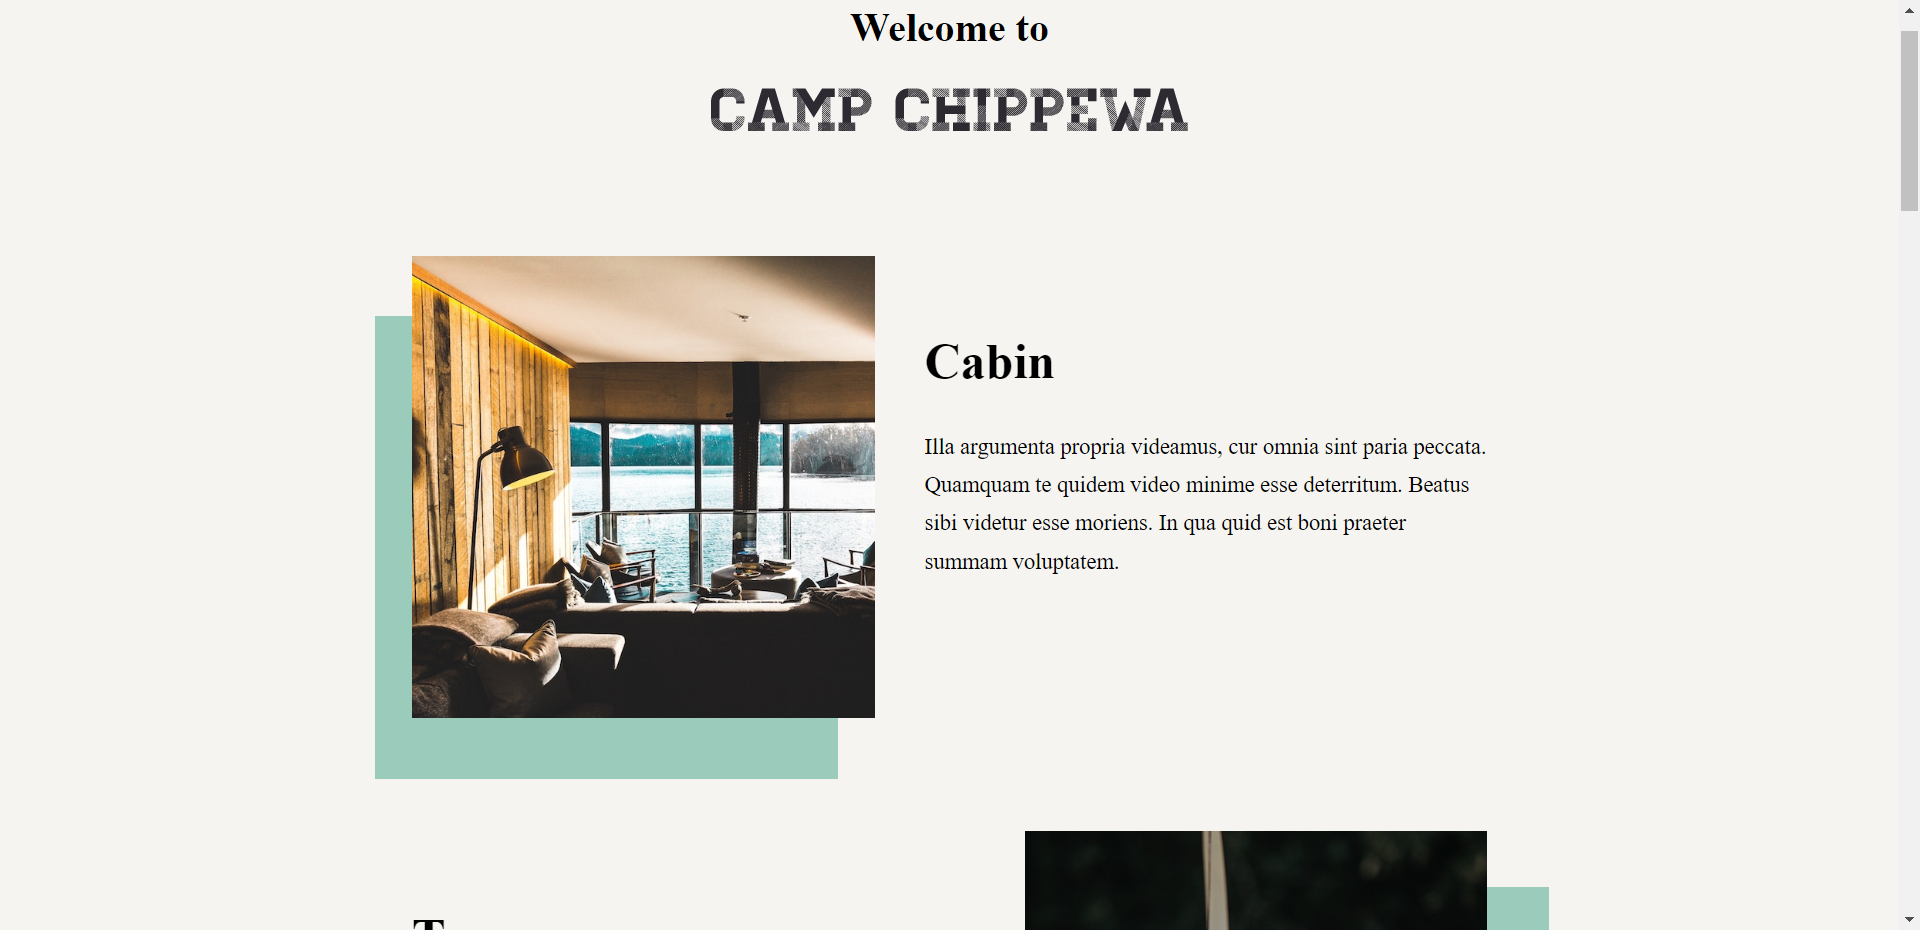 Welcome to
CAMP CHIPPEWA
Cabin
Illa argumenta propria videamus, cur omnia sint paria peccata.
Quamquam te quidem video minime esse deterritum. Beatus
sibi videtur esse moriens. In qua quid est boni praeter
summam voluptatem.